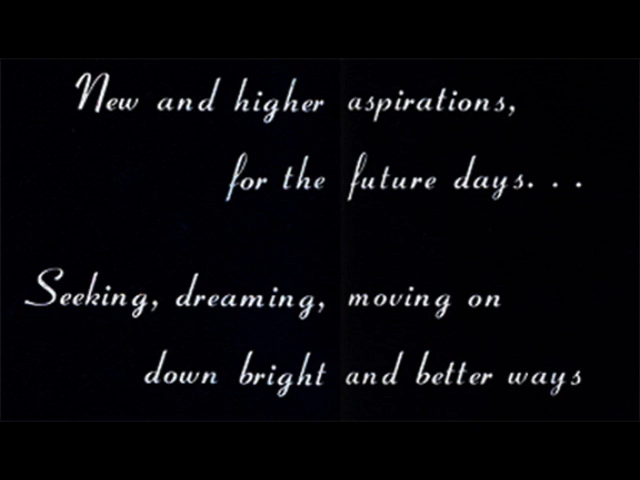 New and higher aspirations,
for the future days. . .
Seeking, dreaming, moving on
down bright and better ways